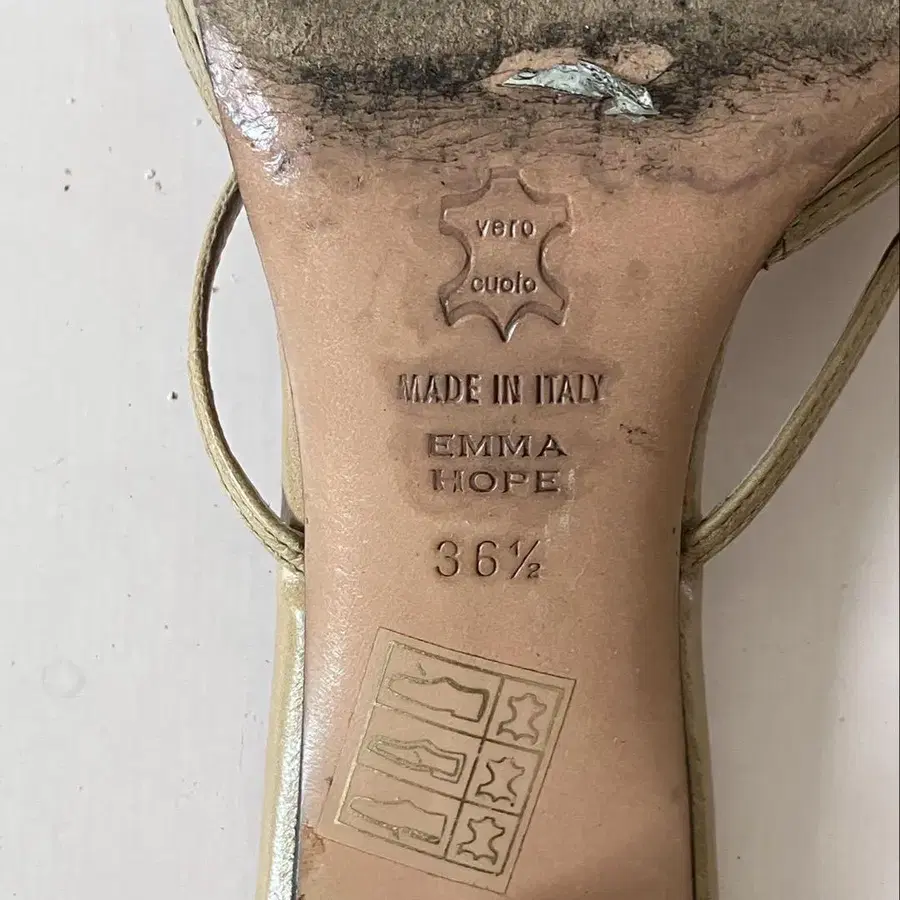 vero
cuoio
MADE IN ITALY
EMMA
HOPE
36½